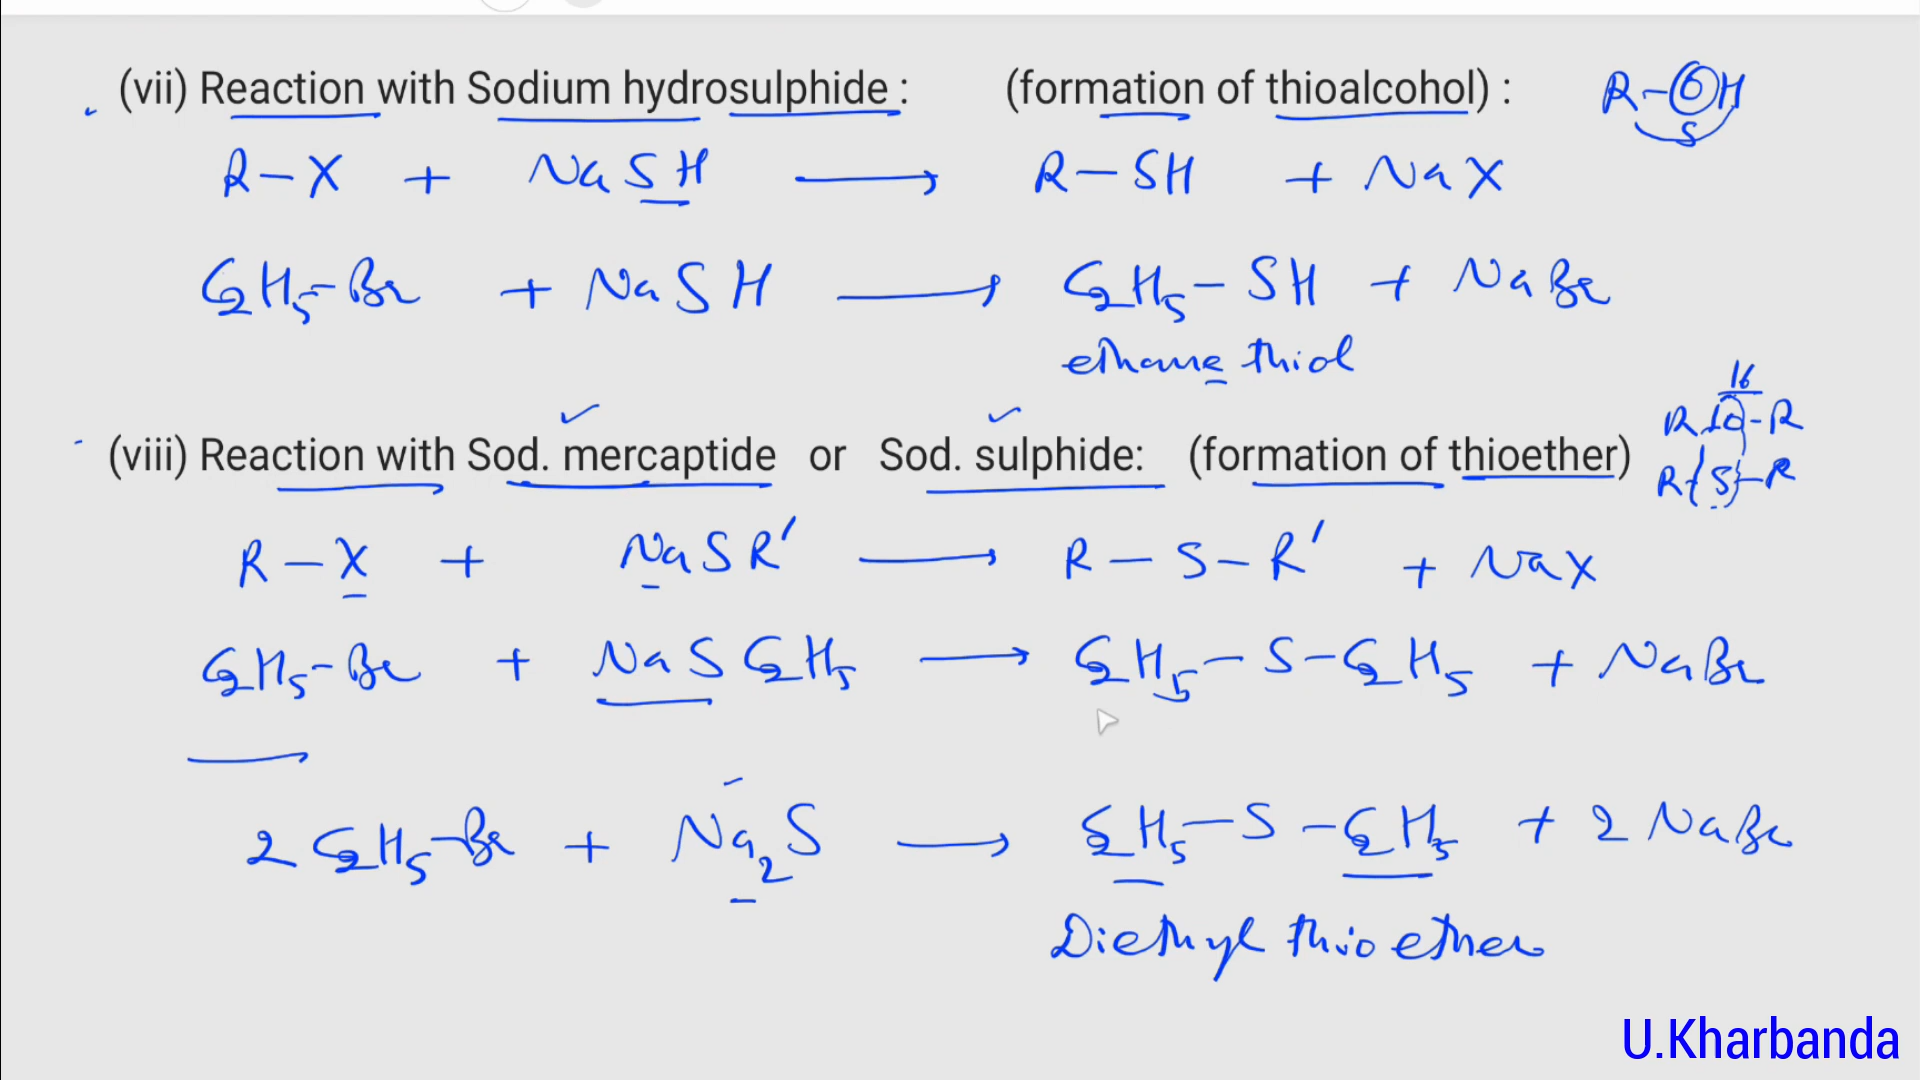 (vii) Reaction with Sodium hydrosulphide : (formation of thioalcohol) : R-OH
S
R-X + NaSH ⟶ R-SH + NaX
C2H5-Br + NaSH ⟶ C2H5-SH + NaBr
ethane thiol
16
R-O-R
(viii) Reaction with Sod. mercaptide or Sod. sulphide: (formation of thioether)
R-S-R
R-X + NaSR' ⟶ R-S-R' + NaX
C2H5-Br + NaSC2H5 ⟶ C2H5-S-C2H5 + NaBr
2C2H5-Br + Na2S ⟶ C2H5-S-C2H5 + 2NaBr
Diethyl thioether
U.Kharbanda